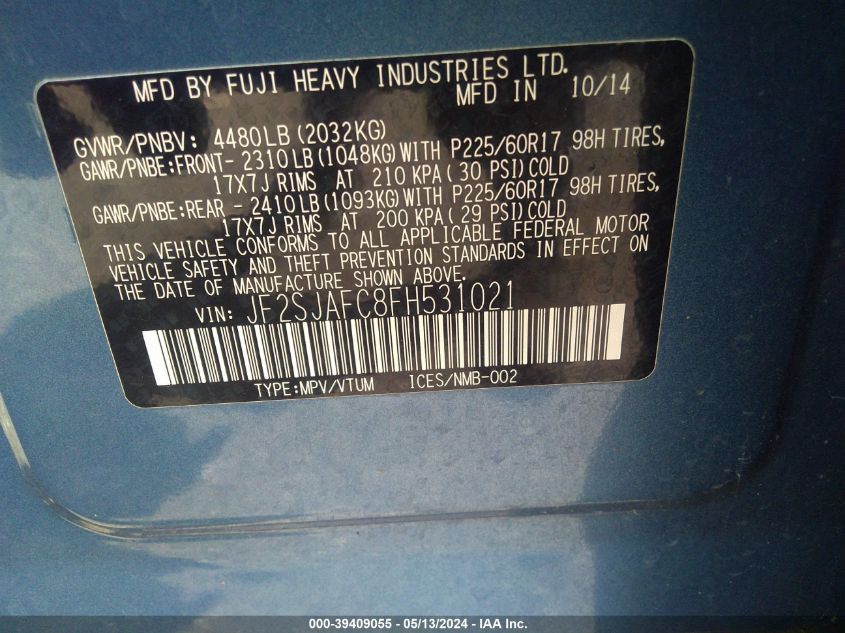 MFD BY FUJI HEAVY INDUSTRIES LTD.
MFD IN 10/14
GVWR/PNBV: 4480LB(2032KG)
GAWR/PNBE:FRONT- 2310LB(1048KG)WITH P225/60R17 98H TIRES,
17X7J RIMS AT 210 KPA(30 PSI)COLD
GAWR/PNBE:REAR - 2410LB(1093KG)WITH P225/60R17 98H TIRES,
17X7J RIMS AT 200 KPA(29 PSI)COLD
THIS VEHICLE CONFORMS TO ALL APPLICABLE FEDERAL MOTOR
VEHICLE SAFETY AND THEFT PREVENTION STANDARDS IN EFFECT ON
THE DATE OF MANUFACTURE SHOWN ABOVE.
VIN: JF2SJAFC8FH531021
TYPE:MPV/VTUM ICES/NMB-002
000-39409055 - 05/13/2024 - IAA Inc.